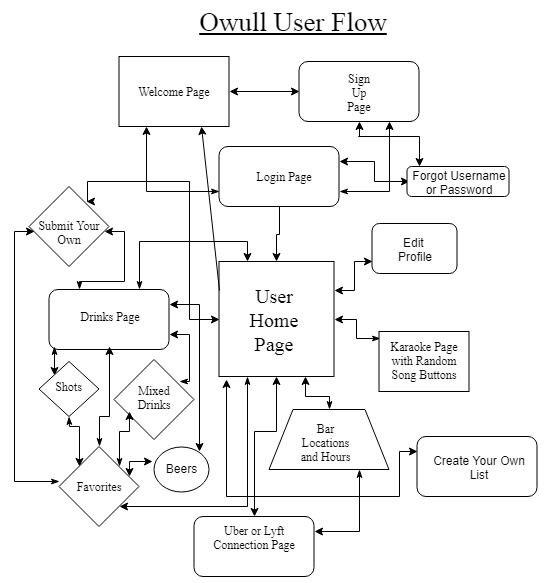 Owull User Flow
Welcome Page
Sign
Up
Page
Login Page
Forgot Username
or Password
Submit Your
Own
Edit
Profile
Drinks Page
User
Home
Page
Karaoke Page
with Random
Song Buttons
Shots
Mixed
Drinks
Bar
Locations
and Hours
Beers
Create Your Own
List
Favorites
Uber or Lyft
Connection Page